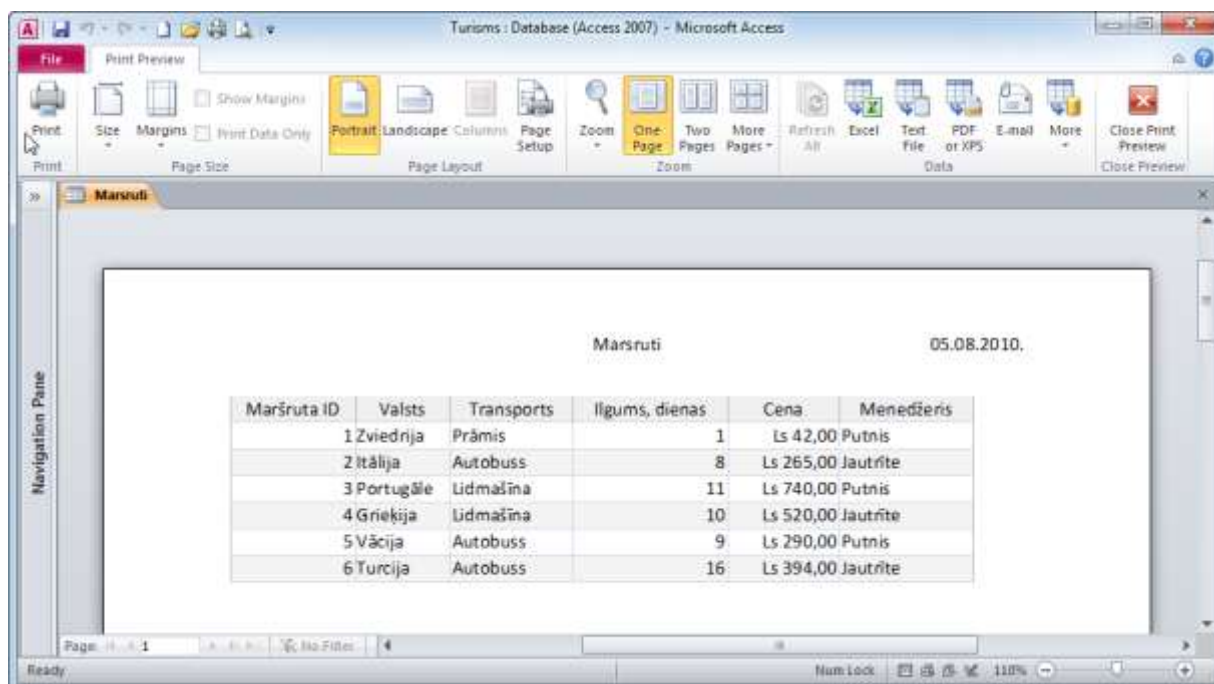 Turisms : Database (Access 2007) - Microsoft Access
File Print Preview
Show Margins
Print Data Only
Print Size Margins Portrait Landscape Columns Page Setup Zoom One Page Two Pages More Pages Refresh All Excel Text File PDF or XPS E-mail More Close Print Preview
Print Page Size Page Layout Zoom Data Close Preview
Marsruti
Navigation Pane
Marsruti 05.08.2010.
Maršruta ID Valsts Transports Ilgums, dienas Cena Menedžeris
1 Zviedrija Prāmis 1 Ls 42,00 Putnis
2 Itālija Autobuss 8 Ls 265,00 Jautrīte
3 Portugāle Lidmašīna 11 Ls 740,00 Putnis
4 Grieķija Lidmašīna 10 Ls 520,00 Jautrīte
5 Vācija Autobuss 9 Ls 290,00 Putnis
6 Turcija Autobuss 16 Ls 394,00 Jautrīte
Page: 1 No Filter
Ready Num Lock 110%